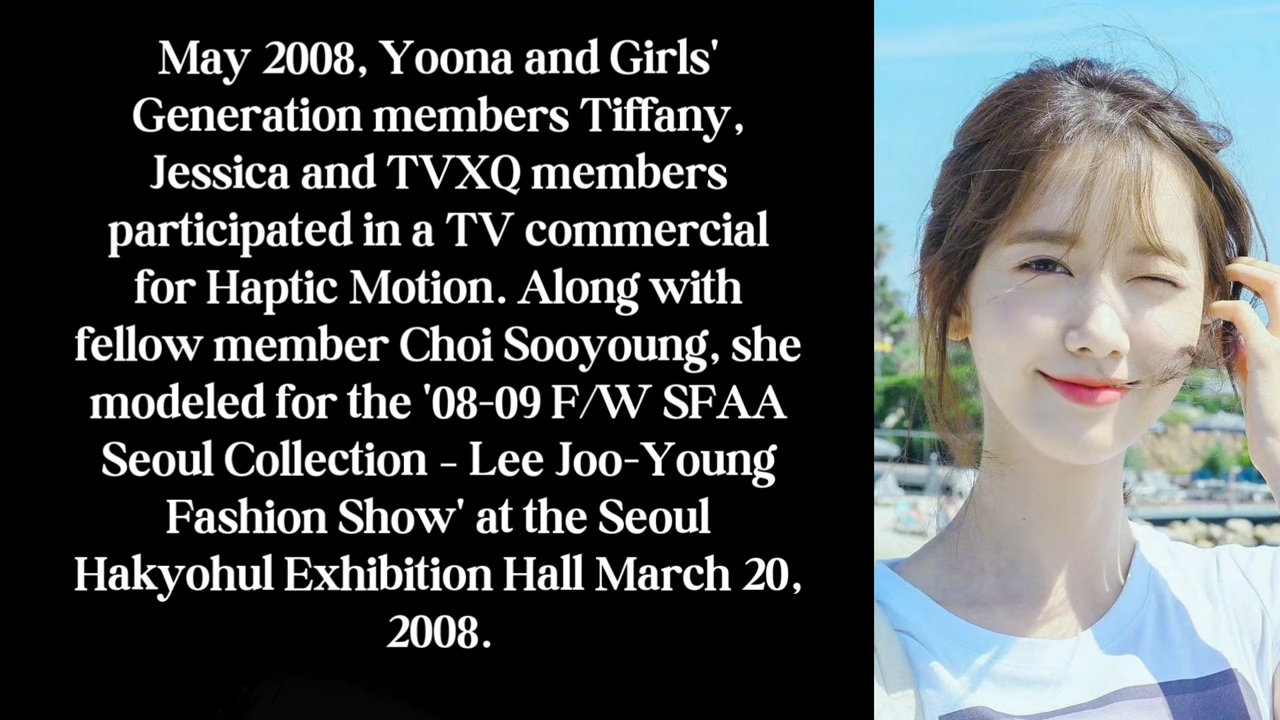 May 2008, Yoona and Girls'
Generation members Tiffany,
Jessica and TVXQ members
participated in a TV commercial
for Haptic Motion. Along with
fellow member Choi Sooyoung, she
modeled for the '08-09 F/W SFAA
Seoul Collection - Lee Joo-Young
Fashion Show' at the Seoul
Hakyohul Exhibition Hall March 20,
2008.